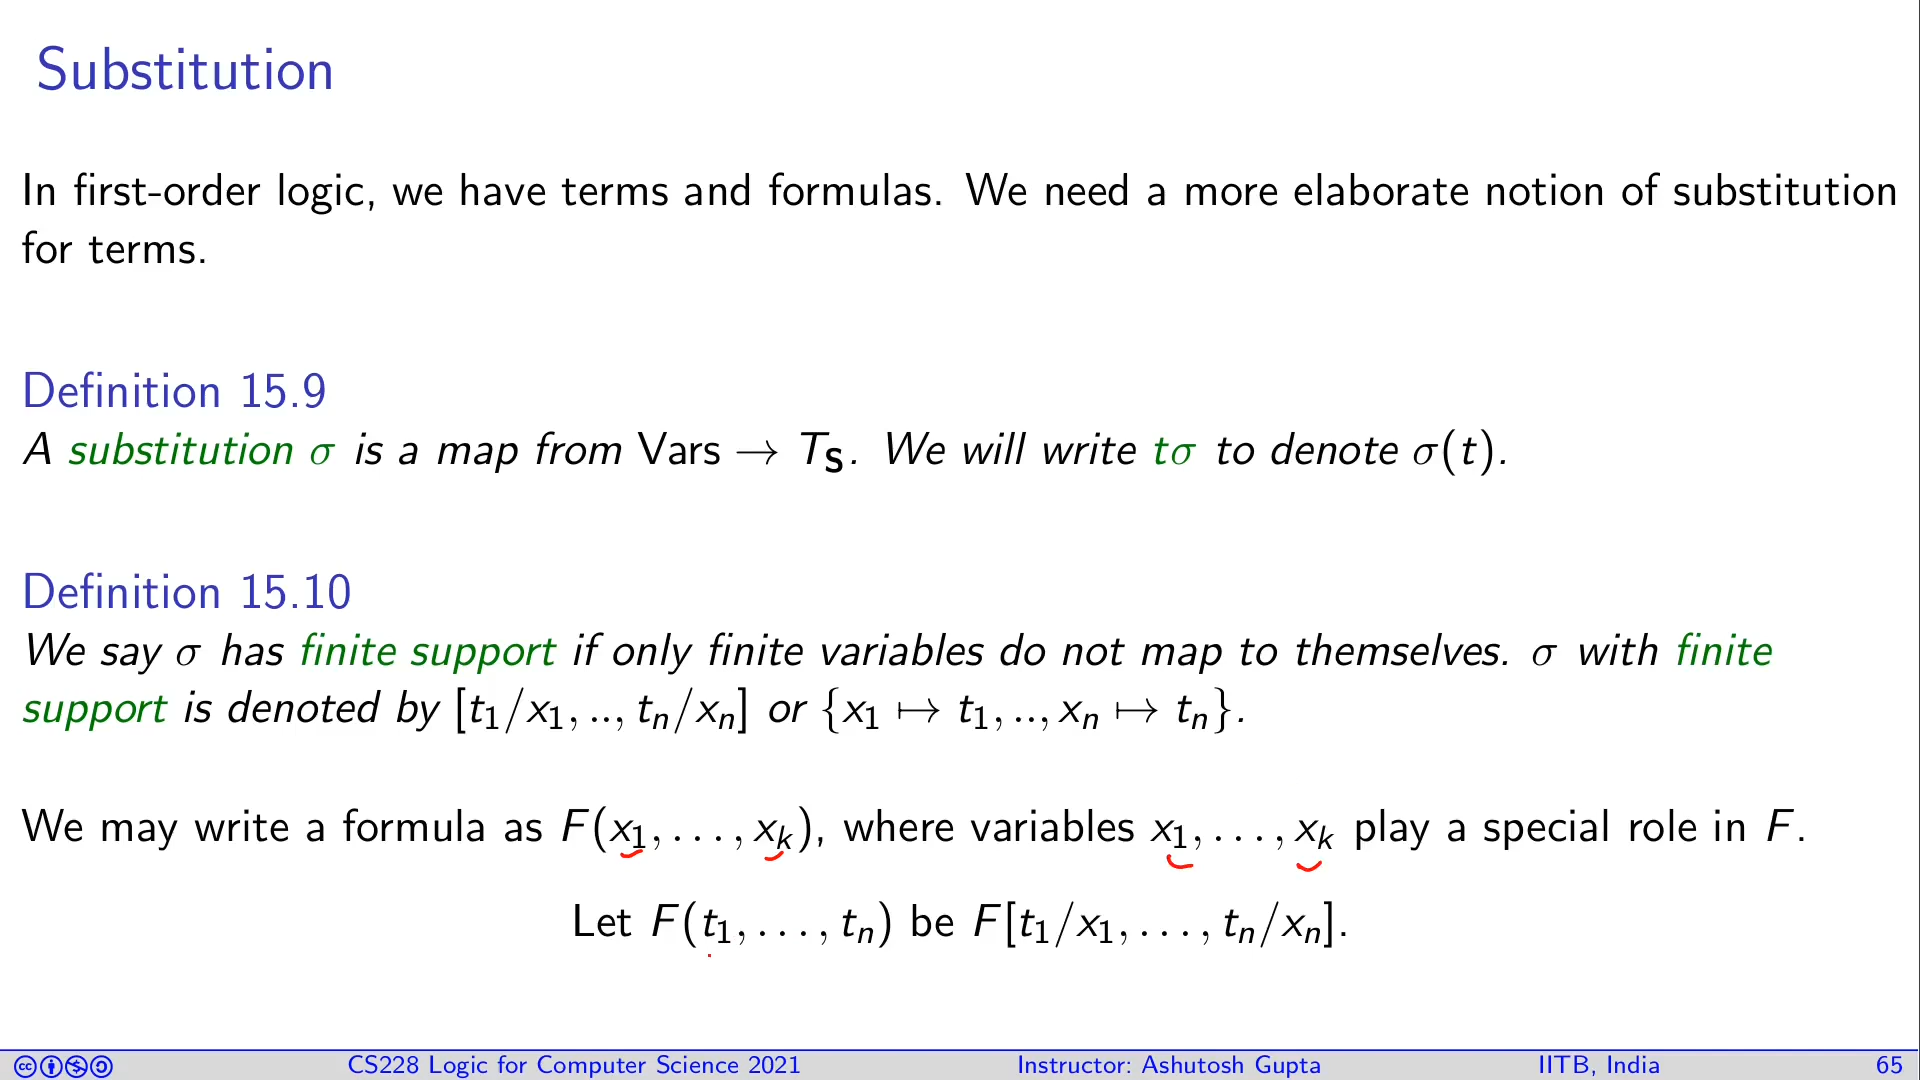 Substitution
In first-order logic, we have terms and formulas. We need a more elaborate notion of substitution
for terms.
Definition 15.9
A substitution σ is a map from Vars → T_S. We will write tσ to denote σ(t).
Definition 15.10
We say σ has finite support if only finite variables do not map to themselves. σ with finite
support is denoted by [t₁/x₁, .., tₙ/xₙ] or {x₁ ↦ t₁, .., xₙ ↦ tₙ}.
We may write a formula as F(x₁, . . . , xₖ), where variables x₁, . . . , xₖ play a special role in F.
Let F(t₁, . . . , tₙ) be F[t₁/x₁, . . . , tₙ/xₙ].
CS228 Logic for Computer Science 2021 Instructor: Ashutosh Gupta IITB, India 65